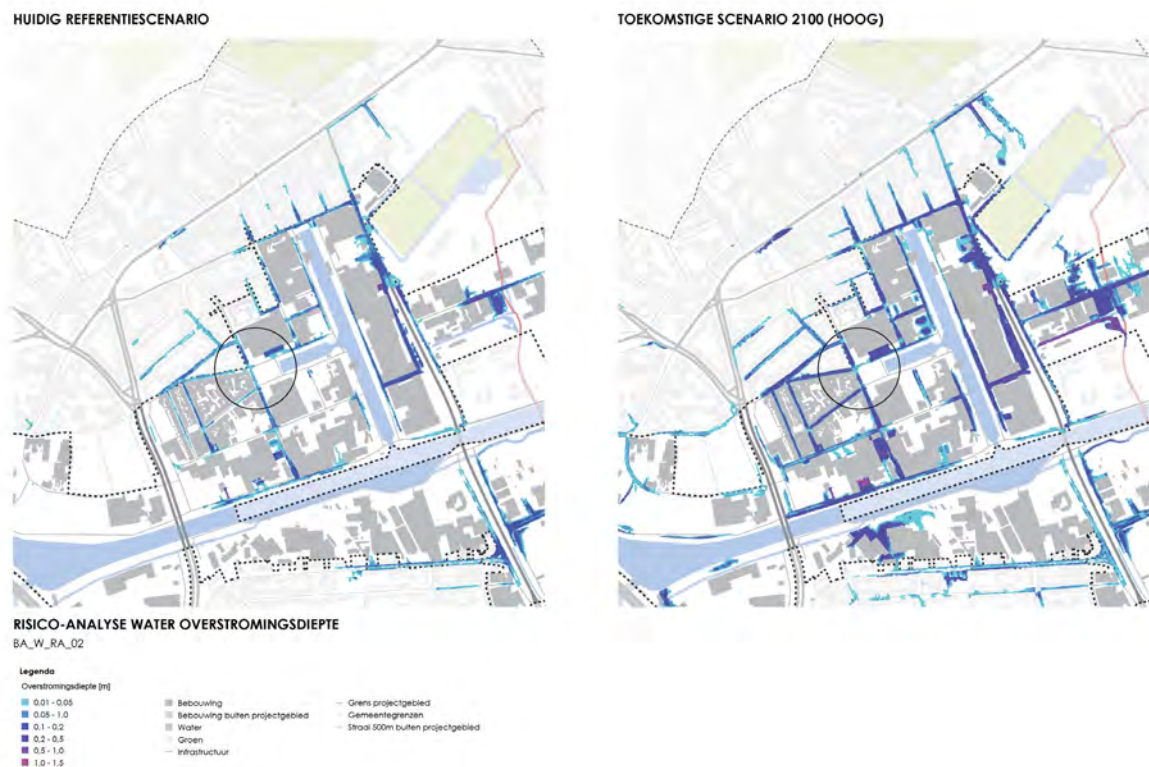 HUIDIG REFERENTIESCENARIO
TOEKOMSTIGE SCENARIO 2100 (HOOG)
RISICO-ANALYSE WATER OVERSTROMINGSDIEPTE
BA_W_RA_02
Legenda
Overstromingsdiepte [m]
0.01 - 0.05
0.05 - 1.0
0.1 - 0.2
0.2 - 0.5
0.5 - 1.0
1.0 - 1.5
Bebouwing
Bebouwing buiten projectgebied
Water
Groen
Infrastructuur
Grens projectgebied
Gemeentegrenzen
Straal 500m buiten projectgebied